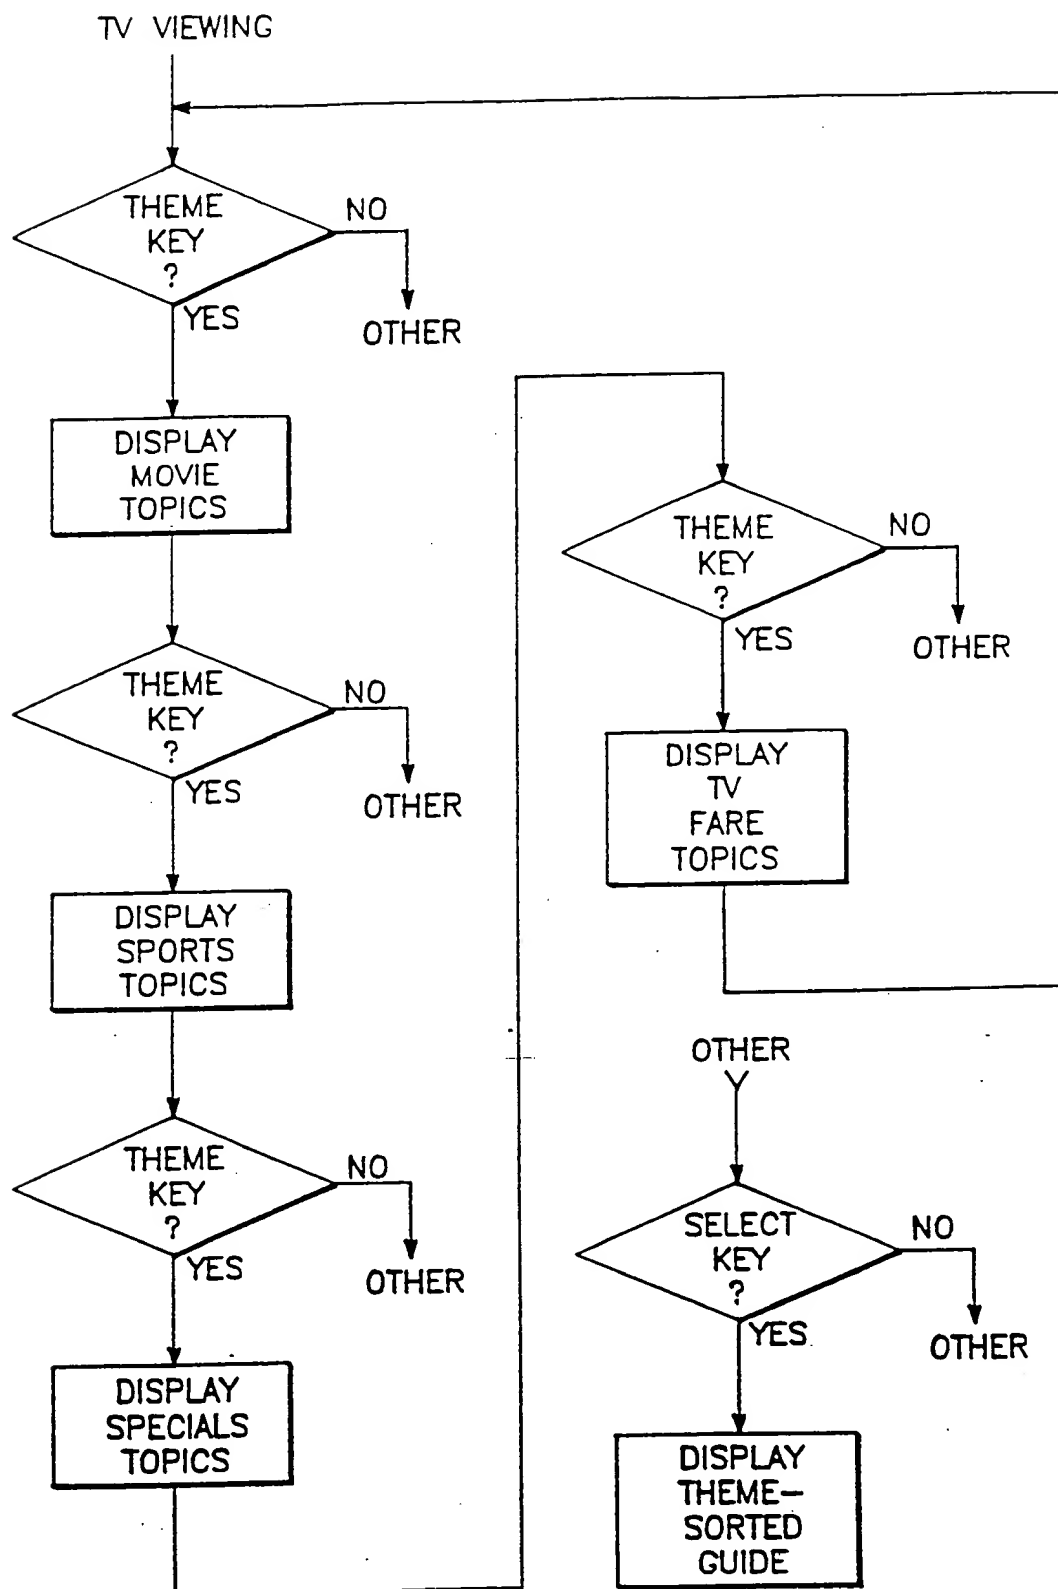 TV VIEWING
THEME
KEY
?
NO
YES
OTHER
DISPLAY
MOVIE
TOPICS
THEME
KEY
?
NO
YES
OTHER
DISPLAY
SPORTS
TOPICS
THEME
KEY
?
NO
YES
OTHER
DISPLAY
SPECIALS
TOPICS
THEME
KEY
?
NO
YES
OTHER
DISPLAY
TV
FARE
TOPICS
OTHER
SELECT
KEY
?
NO
YES
OTHER
DISPLAY
THEME-
SORTED
GUIDE